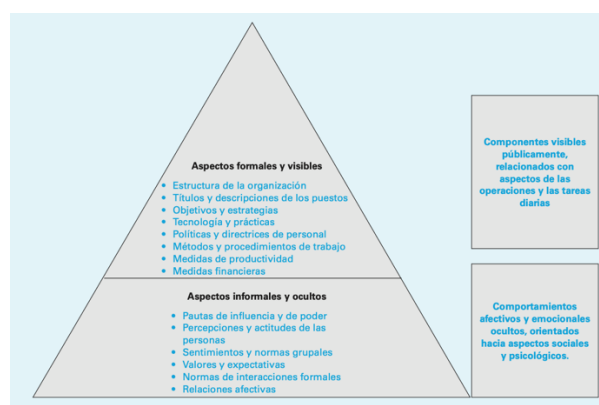 Aspectos formales y visibles
• Estructura de la organización
• Títulos y descripciones de los puestos
• Objetivos y estrategias
• Tecnología y prácticas
• Políticas y directrices de personal
• Métodos y procedimientos de trabajo
• Medidas de productividad
• Medidas financieras
Componentes visibles
públicamente,
relacionados con
aspectos de las
operaciones y las tareas
diarias
Aspectos informales y ocultos
• Pautas de influencia y de poder
• Percepciones y actitudes de las
personas
• Sentimientos y normas grupales
• Valores y expectativas
• Normas de interacciones formales
• Relaciones afectivas
Comportamientos
afectivos y emocionales
ocultos, orientados
hacia aspectos sociales
y psicológicos.